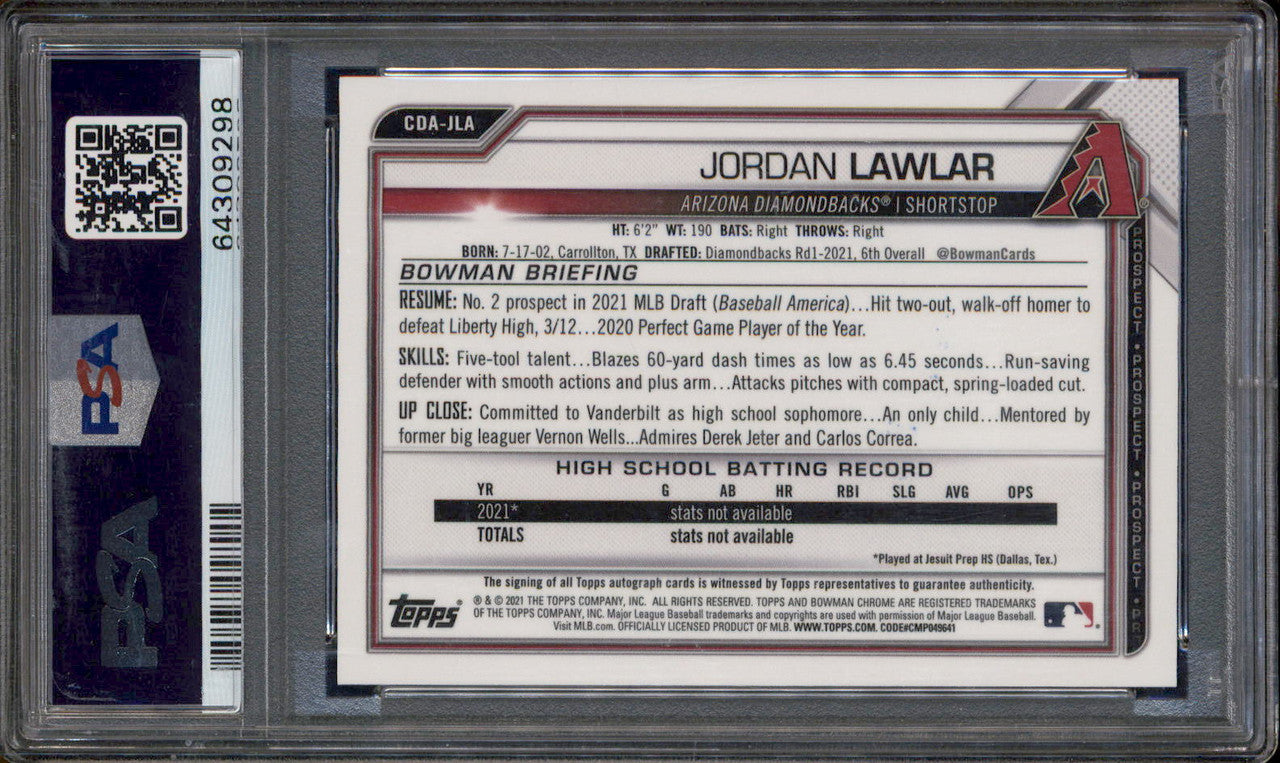 64309298
PSA
PSA
CDA-JLA
JORDAN LAWLAR
ARIZONA DIAMONDBACKS® | SHORTSTOP
HT: 6'2" WT: 190 BATS: Right THROWS: Right
BORN: 7-17-02, Carrollton, TX DRAFTED: Diamondbacks Rd1-2021, 6th Overall @BowmanCards
BOWMAN BRIEFING
RESUME: No. 2 prospect in 2021 MLB Draft (Baseball America)...Hit two-out, walk-off homer to
defeat Liberty High, 3/12...2020 Perfect Game Player of the Year.
SKILLS: Five-tool talent...Blazes 60-yard dash times as low as 6.45 seconds...Run-saving
defender with smooth actions and plus arm...Attacks pitches with compact, spring-loaded cut.
UP CLOSE: Committed to Vanderbilt as high school sophomore...An only child...Mentored by
former big leaguer Vernon Wells...Admires Derek Jeter and Carlos Correa.
HIGH SCHOOL BATTING RECORD
YR G AB HR RBI SLG AVG OPS
2021* stats not available
TOTALS stats not available
*Played at Jesuit Prep HS (Dallas, Tex.)
The signing of all Topps autograph cards is witnessed by Topps representatives to guarantee authenticity.
Topps
® & © 2021 THE TOPPS COMPANY, INC. ALL RIGHTS RESERVED. TOPPS AND BOWMAN CHROME ARE REGISTERED TRADEMARKS
OF THE TOPPS COMPANY, INC. Major League Baseball trademarks and copyrights are used with permission of Major League Baseball.
Visit MLB.com. OFFICIALLY LICENSED PRODUCT OF MLB. WWW.TOPPS.COM. CODE#CMP049641
PROSPECT • PROSPECT • PROSPECT • PR